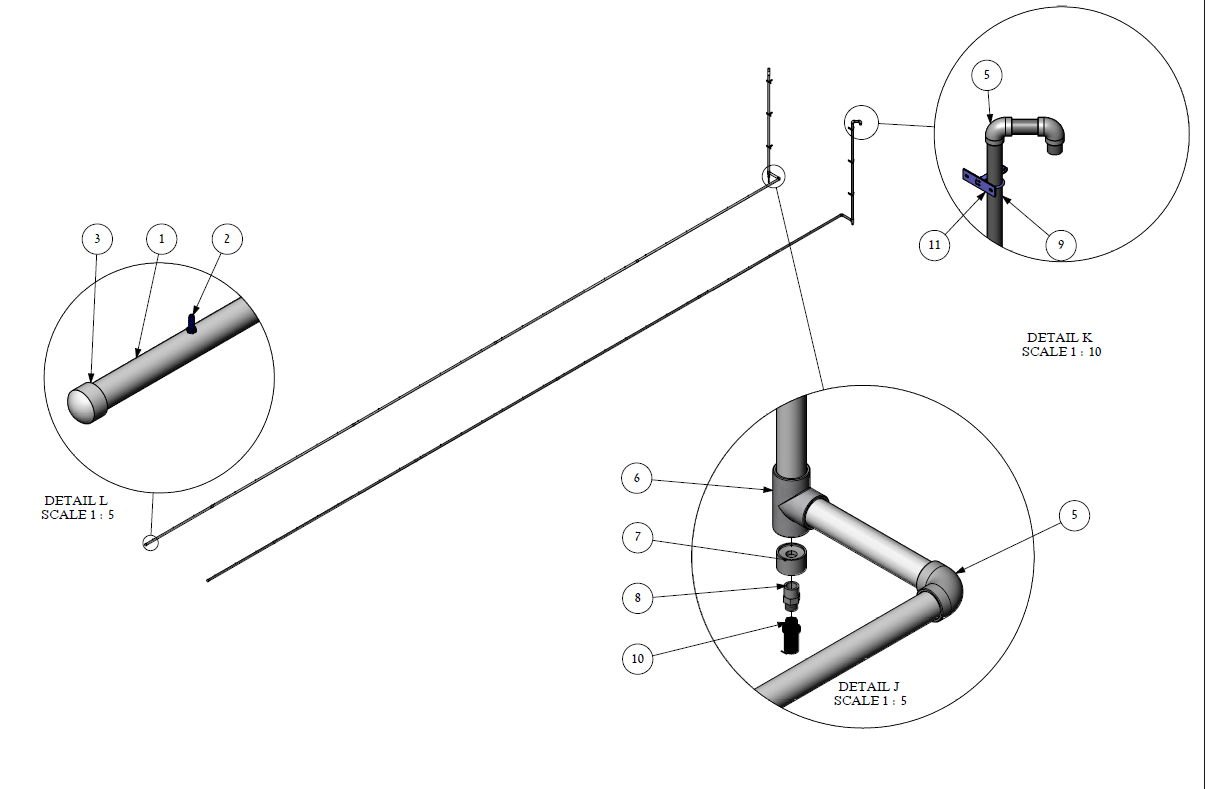 5
11
9
DETAIL K
SCALE 1 : 10
3
1
2
DETAIL L
SCALE 1 : 5
6
7
8
10
5
DETAIL J
SCALE 1 : 5